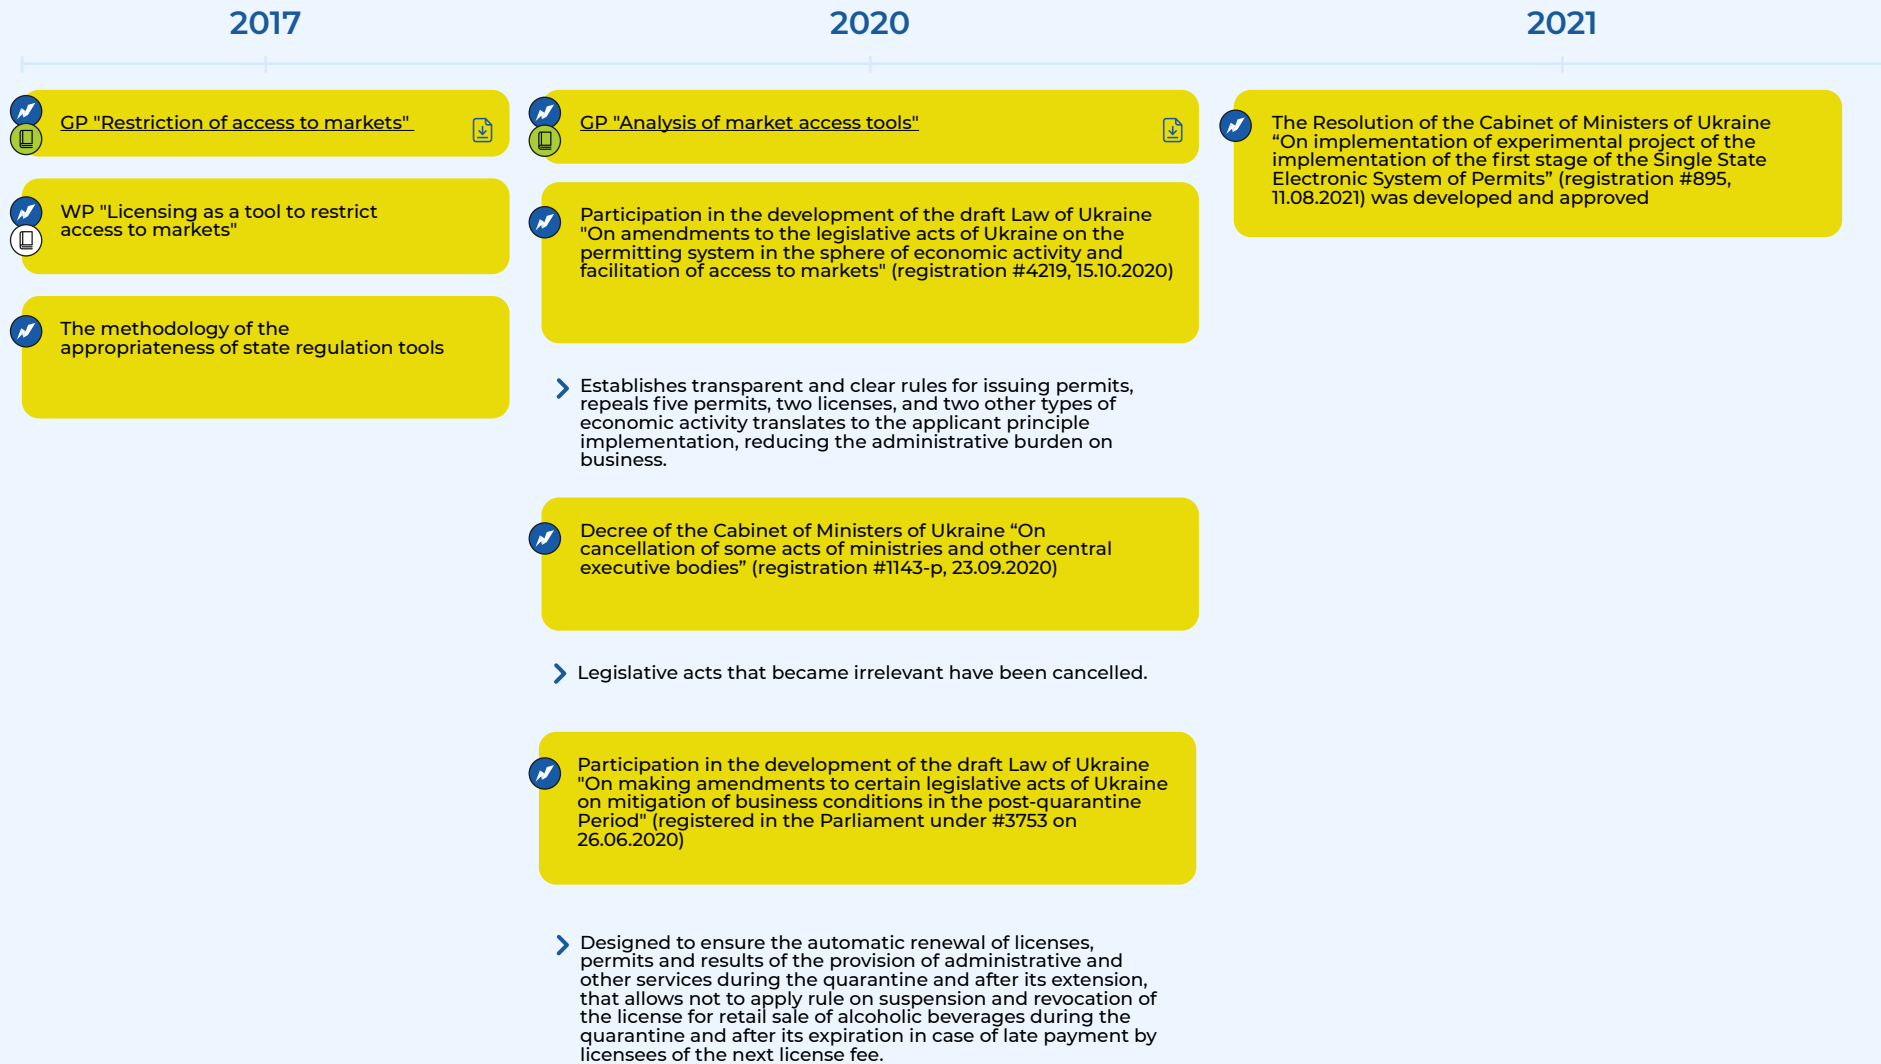 2017
2020
2021
GP "Restriction of access to markets"
WP "Licensing as a tool to restrict
access to markets"
The methodology of the
appropriateness of state regulation tools
GP "Analysis of market access tools"
Participation in the development of the draft Law of Ukraine
"On amendments to the legislative acts of Ukraine on the
permitting system in the sphere of economic activity and
facilitation of access to markets" (registration #4219, 15.10.2020)
Establishes transparent and clear rules for issuing permits,
repeals five permits, two licenses, and two other types of
economic activity translates to the applicant principle
implementation, reducing the administrative burden on
business.
Decree of the Cabinet of Ministers of Ukraine “On
cancellation of some acts of ministries and other central
executive bodies” (registration #1143-p, 23.09.2020)
Legislative acts that became irrelevant have been cancelled.
Participation in the development of the draft Law of Ukraine
"On making amendments to certain legislative acts of Ukraine
on mitigation of business conditions in the post-quarantine
Period" (registered in the Parliament under #3753 on
26.06.2020)
Designed to ensure the automatic renewal of licenses,
permits and results of the provision of administrative and
other services during the quarantine and after its extension,
that allows not to apply rule on suspension and revocation of
the license for retail sale of alcoholic beverages during the
quarantine and after its expiration in case of late payment by
licensees of the next license fee.
The Resolution of the Cabinet of Ministers of Ukraine
“On implementation of experimental project of the
implementation of the first stage of the Single State
Electronic System of Permits” (registration #895,
11.08.2021) was developed and approved